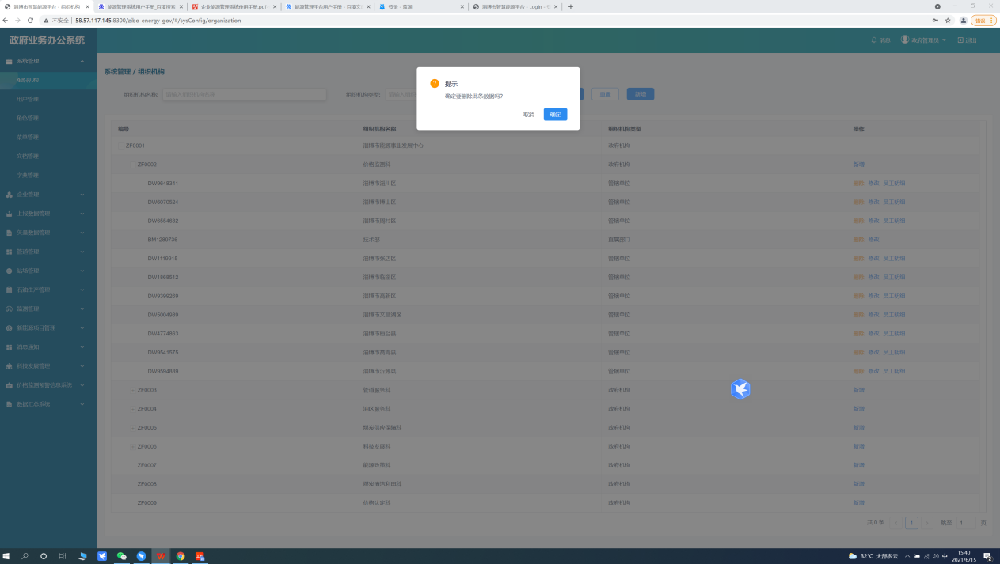 淄博市智慧能源平台 - 组织机构
能源管理系统用户手册_百度搜索
企业能源管理系统使用手册.pdf
能源管理平台用户手册 - 百度文库
登录 - 蓝湖
淄博市智慧能源平台 - Login
不安全 | 58.57.117.145:8300/zibo-energy-gov/#/sysConfig/organization
错误
政府业务办公系统
消息 政府管理员 退出
系统管理
组织机构
用户管理
角色管理
菜单管理
文档管理
字典管理
企业管理
上报数据管理
矢量数据管理
管道管理
站场管理
石油生产管理
监测管理
新能源项目管理
消息通知
科技发展管理
价格监测预警信息系统
数据汇总系统
系统管理 / 组织机构
组织机构名称: 请输入组织机构名称 组织机构类型: 重置 新增
提示
确定要删除此条数据吗?
取消 确定
编号 组织机构名称 组织机构类型 操作
ZF0001 淄博市能源事业发展中心 政府机构
ZF0002 价格监测科 政府机构 新增
DW9648341 淄博市淄川区 管辖单位 删除 修改 员工明细
DW6070524 淄博市博山区 管辖单位 删除 修改 员工明细
DW6554682 淄博市周村区 管辖单位 删除 修改 员工明细
BM1289736 技术部 直属部门 删除 修改
DW1119815 淄博市张店区 管辖单位 删除 修改 员工明细
DW1868512 淄博市临淄区 管辖单位 删除 修改 员工明细
DW9399269 淄博市高新区 管辖单位 删除 修改 员工明细
DW5004989 淄博市文昌湖区 管辖单位 删除 修改 员工明细
DW4774863 淄博市桓台县 管辖单位 删除 修改 员工明细
DW9541575 淄博市高青县 管辖单位 删除 修改 员工明细
DW9594889 淄博市沂源县 管辖单位 删除 修改 员工明细
ZF0003 管道服务科 政府机构 新增
ZF0004 油区服务科 政府机构 新增
ZF0005 煤炭供应保障科 政府机构 新增
ZF0006 科技发展科 政府机构 新增
ZF0007 能源政策科 政府机构 新增
ZF0008 煤炭清洁利用科 政府机构 新增
ZF0009 价格认定科 政府机构 新增
共 0 条 1 跳至 1 页
32°C 大部多云 中 15:40
2021/6/15
2